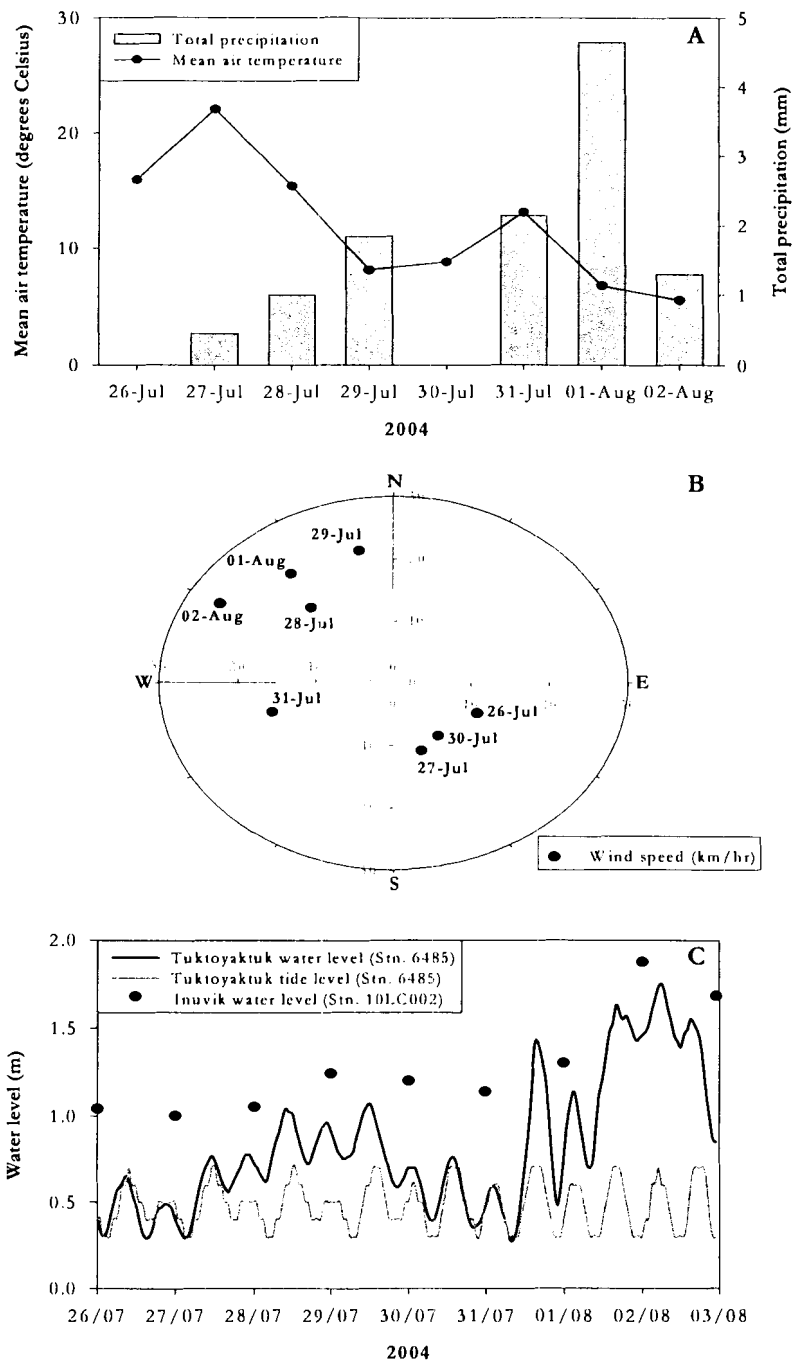 30
20
10
0
Mean air temperature (degrees Celsius)
Total precipitation
Mean air temperature
A
5
4
3
2
1
0
Total precipitation (mm)
26-Jul 27-Jul 28-Jul 29-Jul 30-Jul 31-Jul 01-Aug 02-Aug
2004
B
N
29-Jul
01-Aug
02-Aug
28-Jul
W
E
31-Jul
26-Jul
30-Jul
27-Jul
S
Wind speed (km/hr)
2.0
1.5
1.0
0.5
0.0
Water level (m)
Tuktoyaktuk water level (Stn. 6485)
Tuktoyaktuk tide level (Stn. 6485)
Inuvik water level (Stn. 10LC002)
C
26/07 27/07 28/07 29/07 30/07 31/07 01/08 02/08 03/08
2004